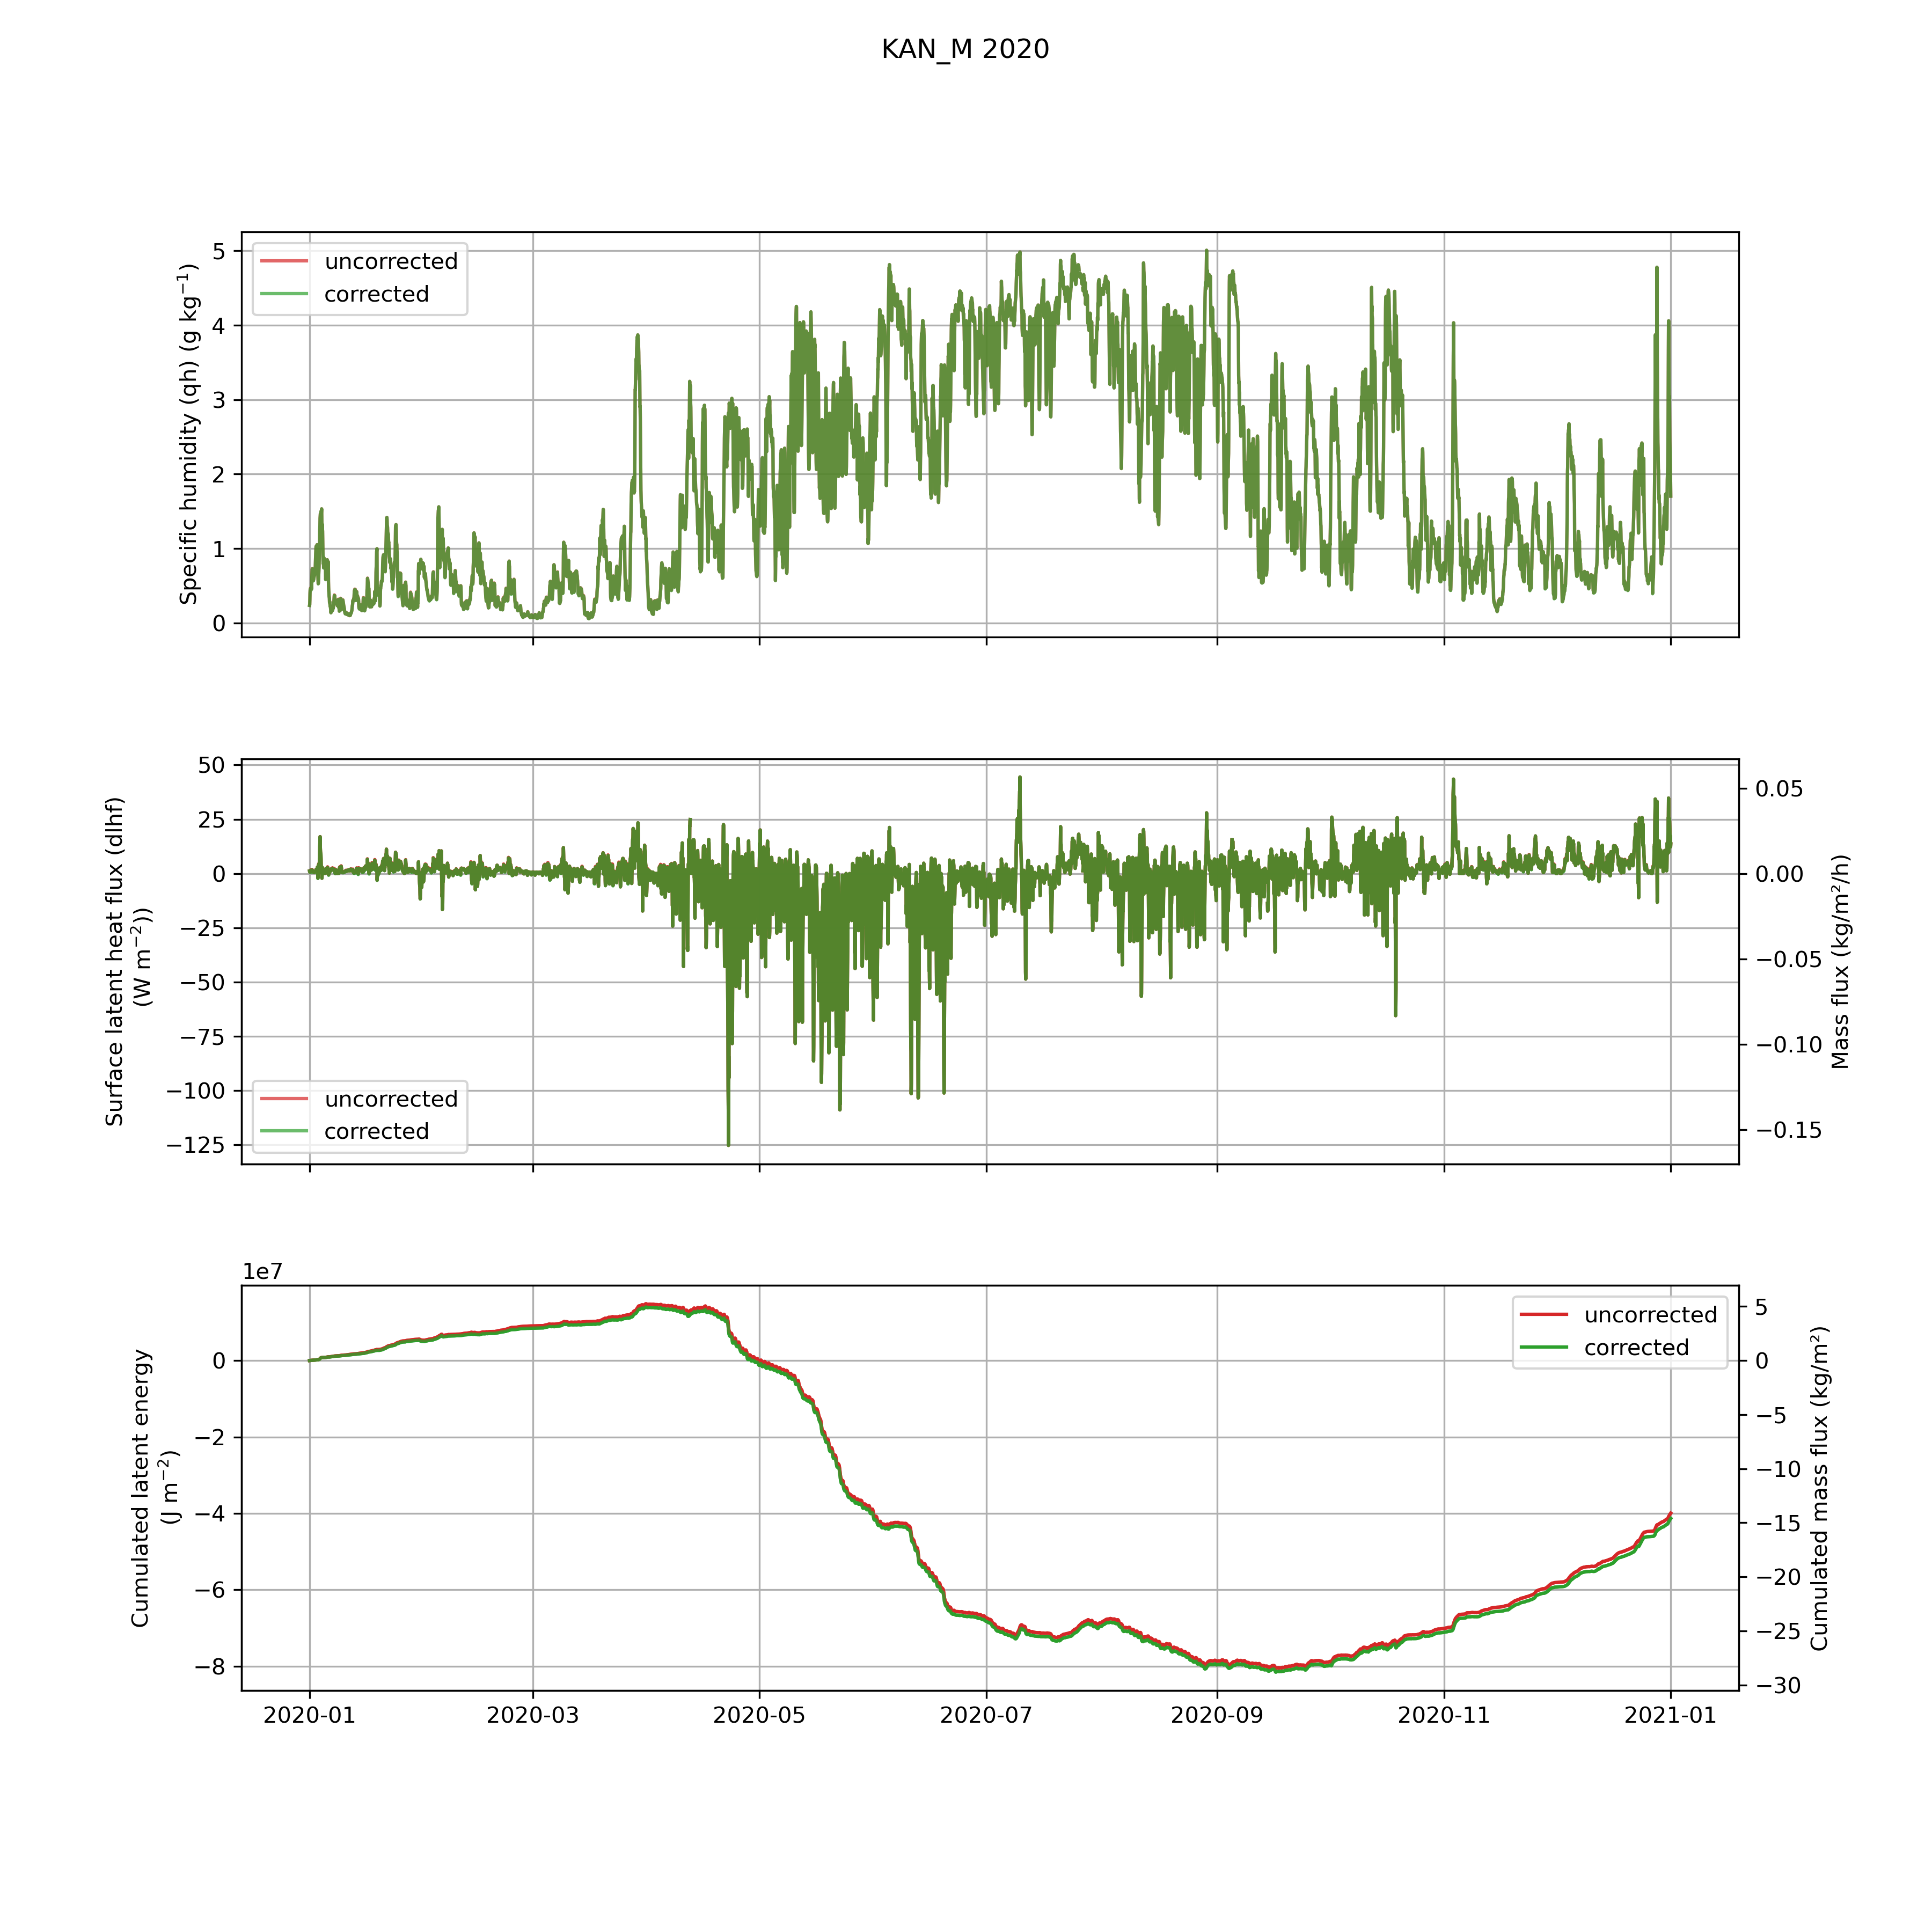 KAN_M 2020
Specific humidity (qh) (g kg⁻¹)
5
4
3
2
1
0
uncorrected
corrected
Surface latent heat flux (dlhf)
(W m⁻²))
50
25
0
−25
−50
−75
−100
−125
uncorrected
corrected
0.05
0.00
−0.05
−0.10
−0.15
Mass flux (kg/m²/h)
1e7
Cumulated latent energy
(J m⁻²)
0
−2
−4
−6
−8
uncorrected
corrected
5
0
−5
−10
−15
−20
−25
−30
Cumulated mass flux (kg/m²)
2020-01 2020-03 2020-05 2020-07 2020-09 2020-11 2021-01